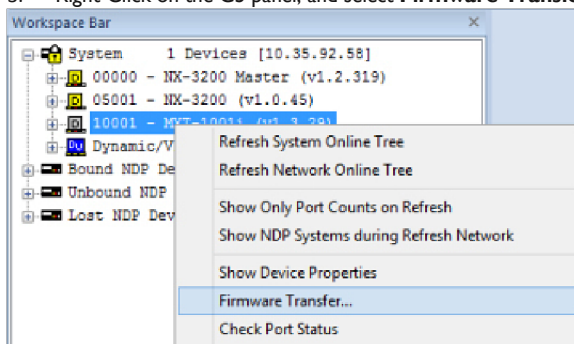 Right Click on the G5 panel, and select Firmware Transfe
Workspace Bar
System 1 Devices [10.35.92.58]
00000 - NX-3200 Master (v1.2.319)
05001 - NX-3200 (v1.0.45)
10001 - MXT-1001i (v1.3.29)
Dynamic/V
Bound NDP De
Unbound NDP
Lost NDP Dev
Refresh System Online Tree
Refresh Network Online Tree
Show Only Port Counts on Refresh
Show NDP Systems during Refresh Network
Show Device Properties
Firmware Transfer...
Check Port Status